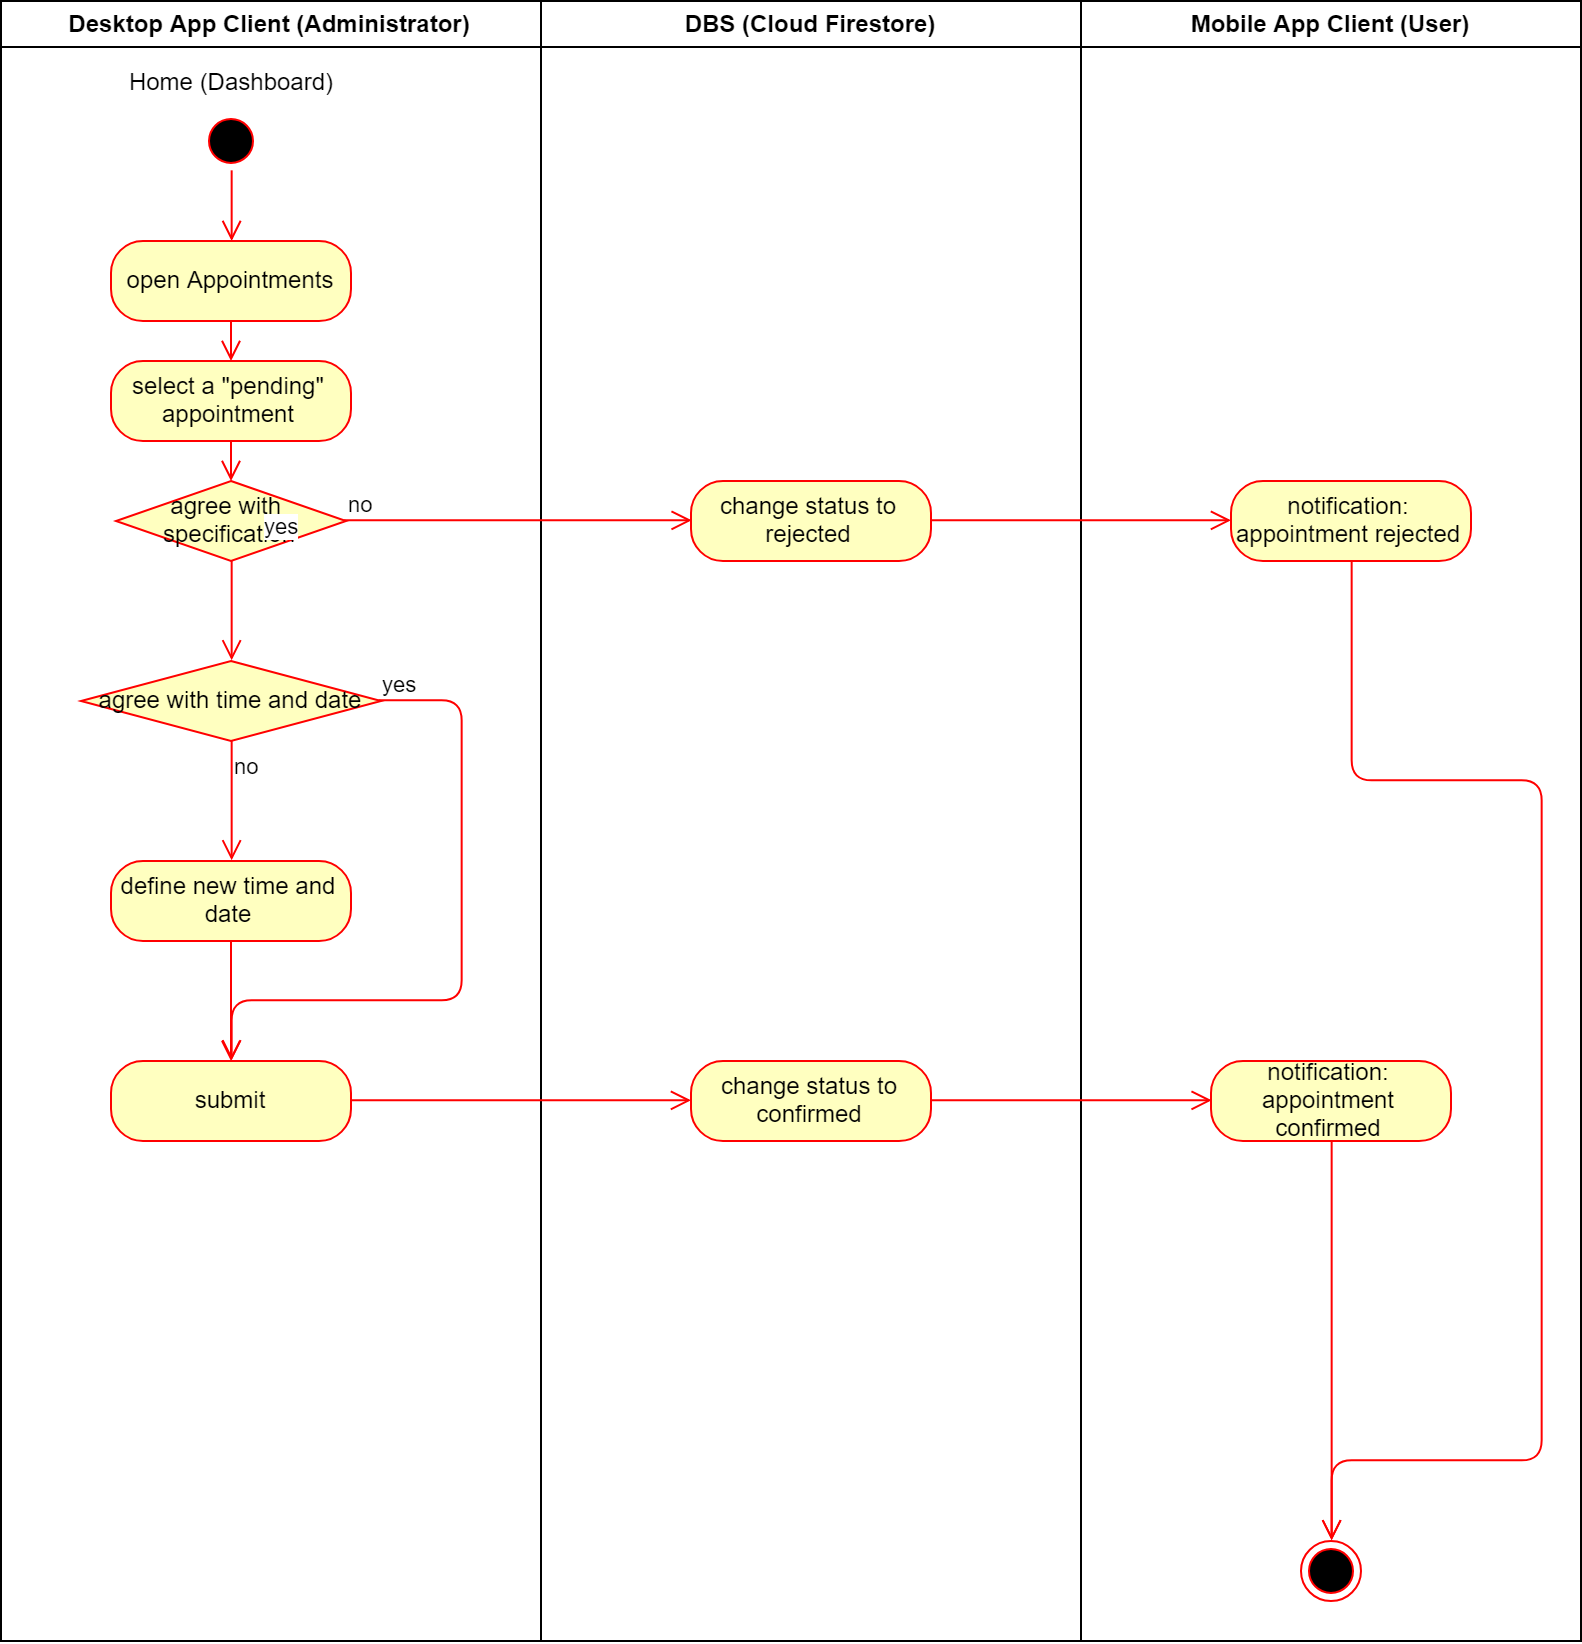 Desktop App Client (Administrator)
DBS (Cloud Firestore)
Mobile App Client (User)
Home (Dashboard)
open Appointments
select a "pending"
appointment
agree with
yes
no
change status to
rejected
notification:
appointment rejected
agree with time and date
yes
no
define new time and
date
submit
change status to
confirmed
notification:
appointment
confirmed